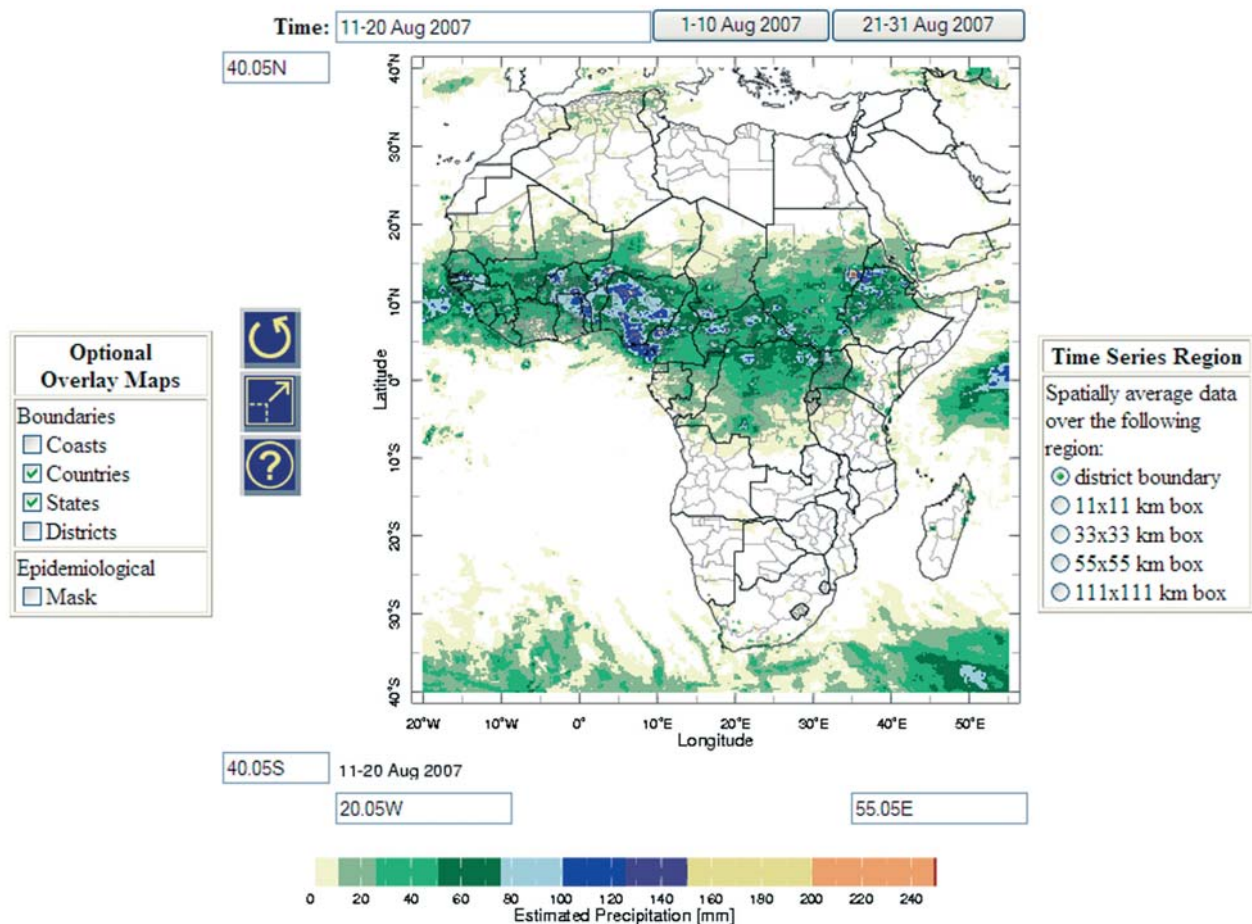 Time: 11-20 Aug 2007 1-10 Aug 2007 21-31 Aug 2007
40.05N
40°N
30°N
20°N
10°N
0°
10°S
20°S
30°S
40°S
Latitude
20°W 10°W 0° 10°E 20°E 30°E 40°E 50°E
Longitude
Optional
Overlay Maps
Boundaries
Coasts
Countries
States
Districts
Epidemiological
Mask
?
Time Series Region
Spatially average data
over the following
region:
district boundary
11x11 km box
33x33 km box
55x55 km box
111x111 km box
40.05S 11-20 Aug 2007
20.05W 55.05E
0 20 40 60 80 100 120 140 160 180 200 220 240
Estimated Precipitation [mm]